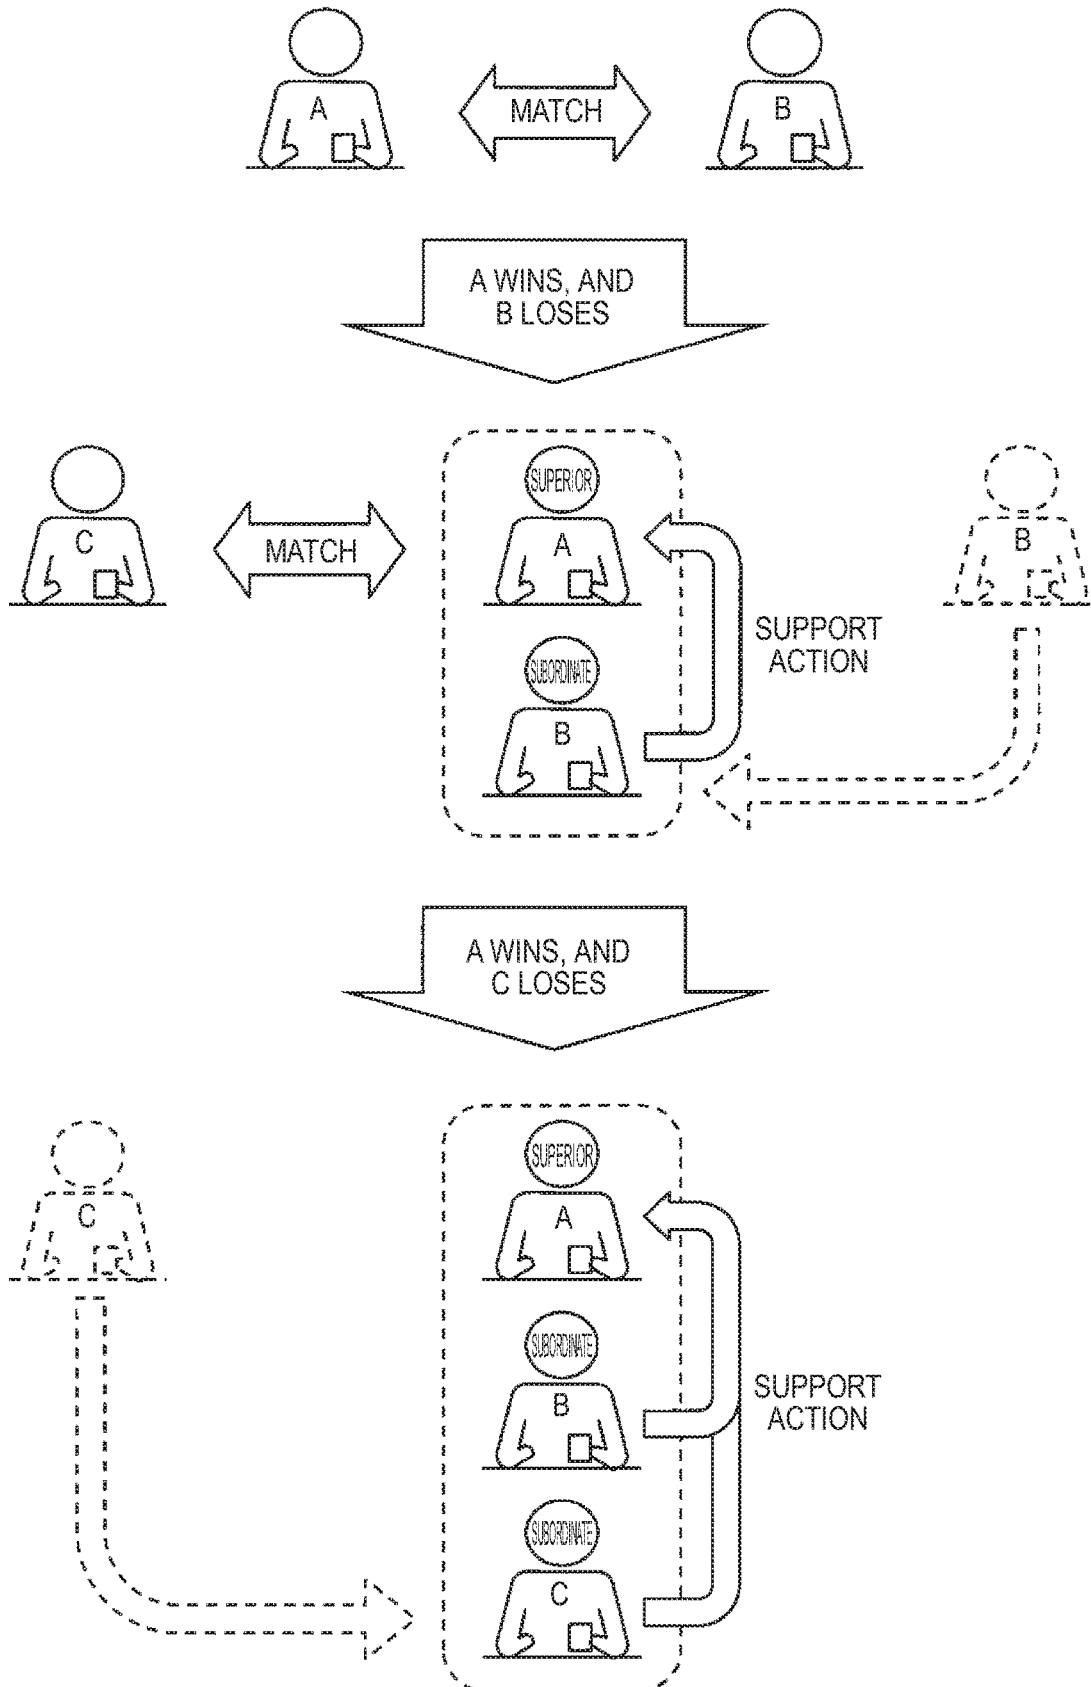 A
MATCH
B
A WINS, AND
B LOSES
C
MATCH
SUPERIOR
A
SUBORDINATE
B
SUPPORT
ACTION
B
A WINS, AND
C LOSES
C
SUPERIOR
A
SUBORDINATE
B
SUBORDINATE
C
SUPPORT
ACTION